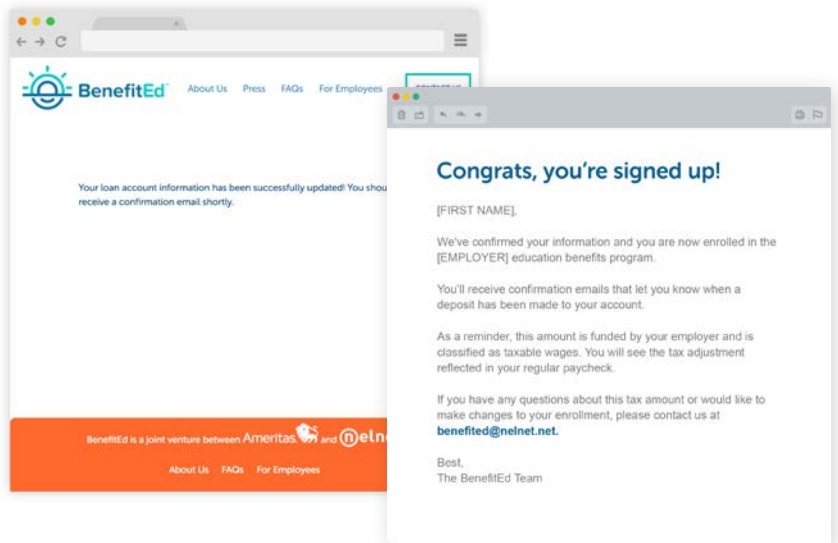 BenefitEd
About Us Press FAQs For Employees
Your loan account information has been successfully updated! You
receive a confirmation email shortly.
BenefitEd is a joint venture between Ameritas and
About Us FAQs For Employees
Congrats, you're signed up!
[FIRST NAME],
We've confirmed your information and you are now enrolled in the
[EMPLOYER] education benefits program.
You'll receive confirmation emails that let you know when a
deposit has been made to your account.
As a reminder, this amount is funded by your employer and is
classified as taxable wages. You will see the tax adjustment
reflected in your regular paycheck.
If you have any questions about this tax amount or would like to
make changes to your enrollment, please contact us at
benefited@nelnet.net.
Best,
The BenefitEd Team